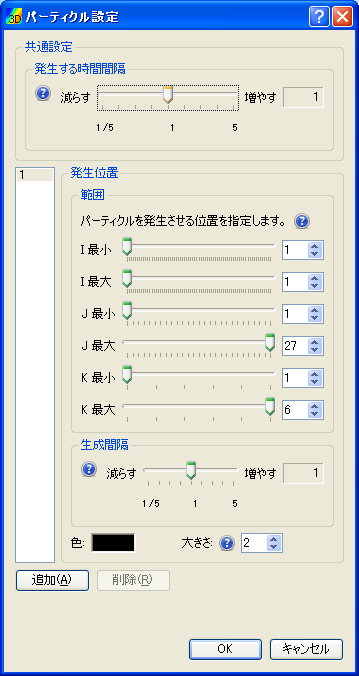 3D パーティクル設定
共通設定
発生する時間間隔
? 減らす 増やす 1
1/5 1 5
1
発生位置
範囲
パーティクルを発生させる位置を指定します。 ?
I 最小 1
I 最大 1
J 最小 1
J 最大 27
K 最小 1
K 最大 6
生成間隔
? 減らす 増やす 1
1/5 1 5
色: 大きさ: ? 2
追加(A) 削除(R)
OK キャンセル